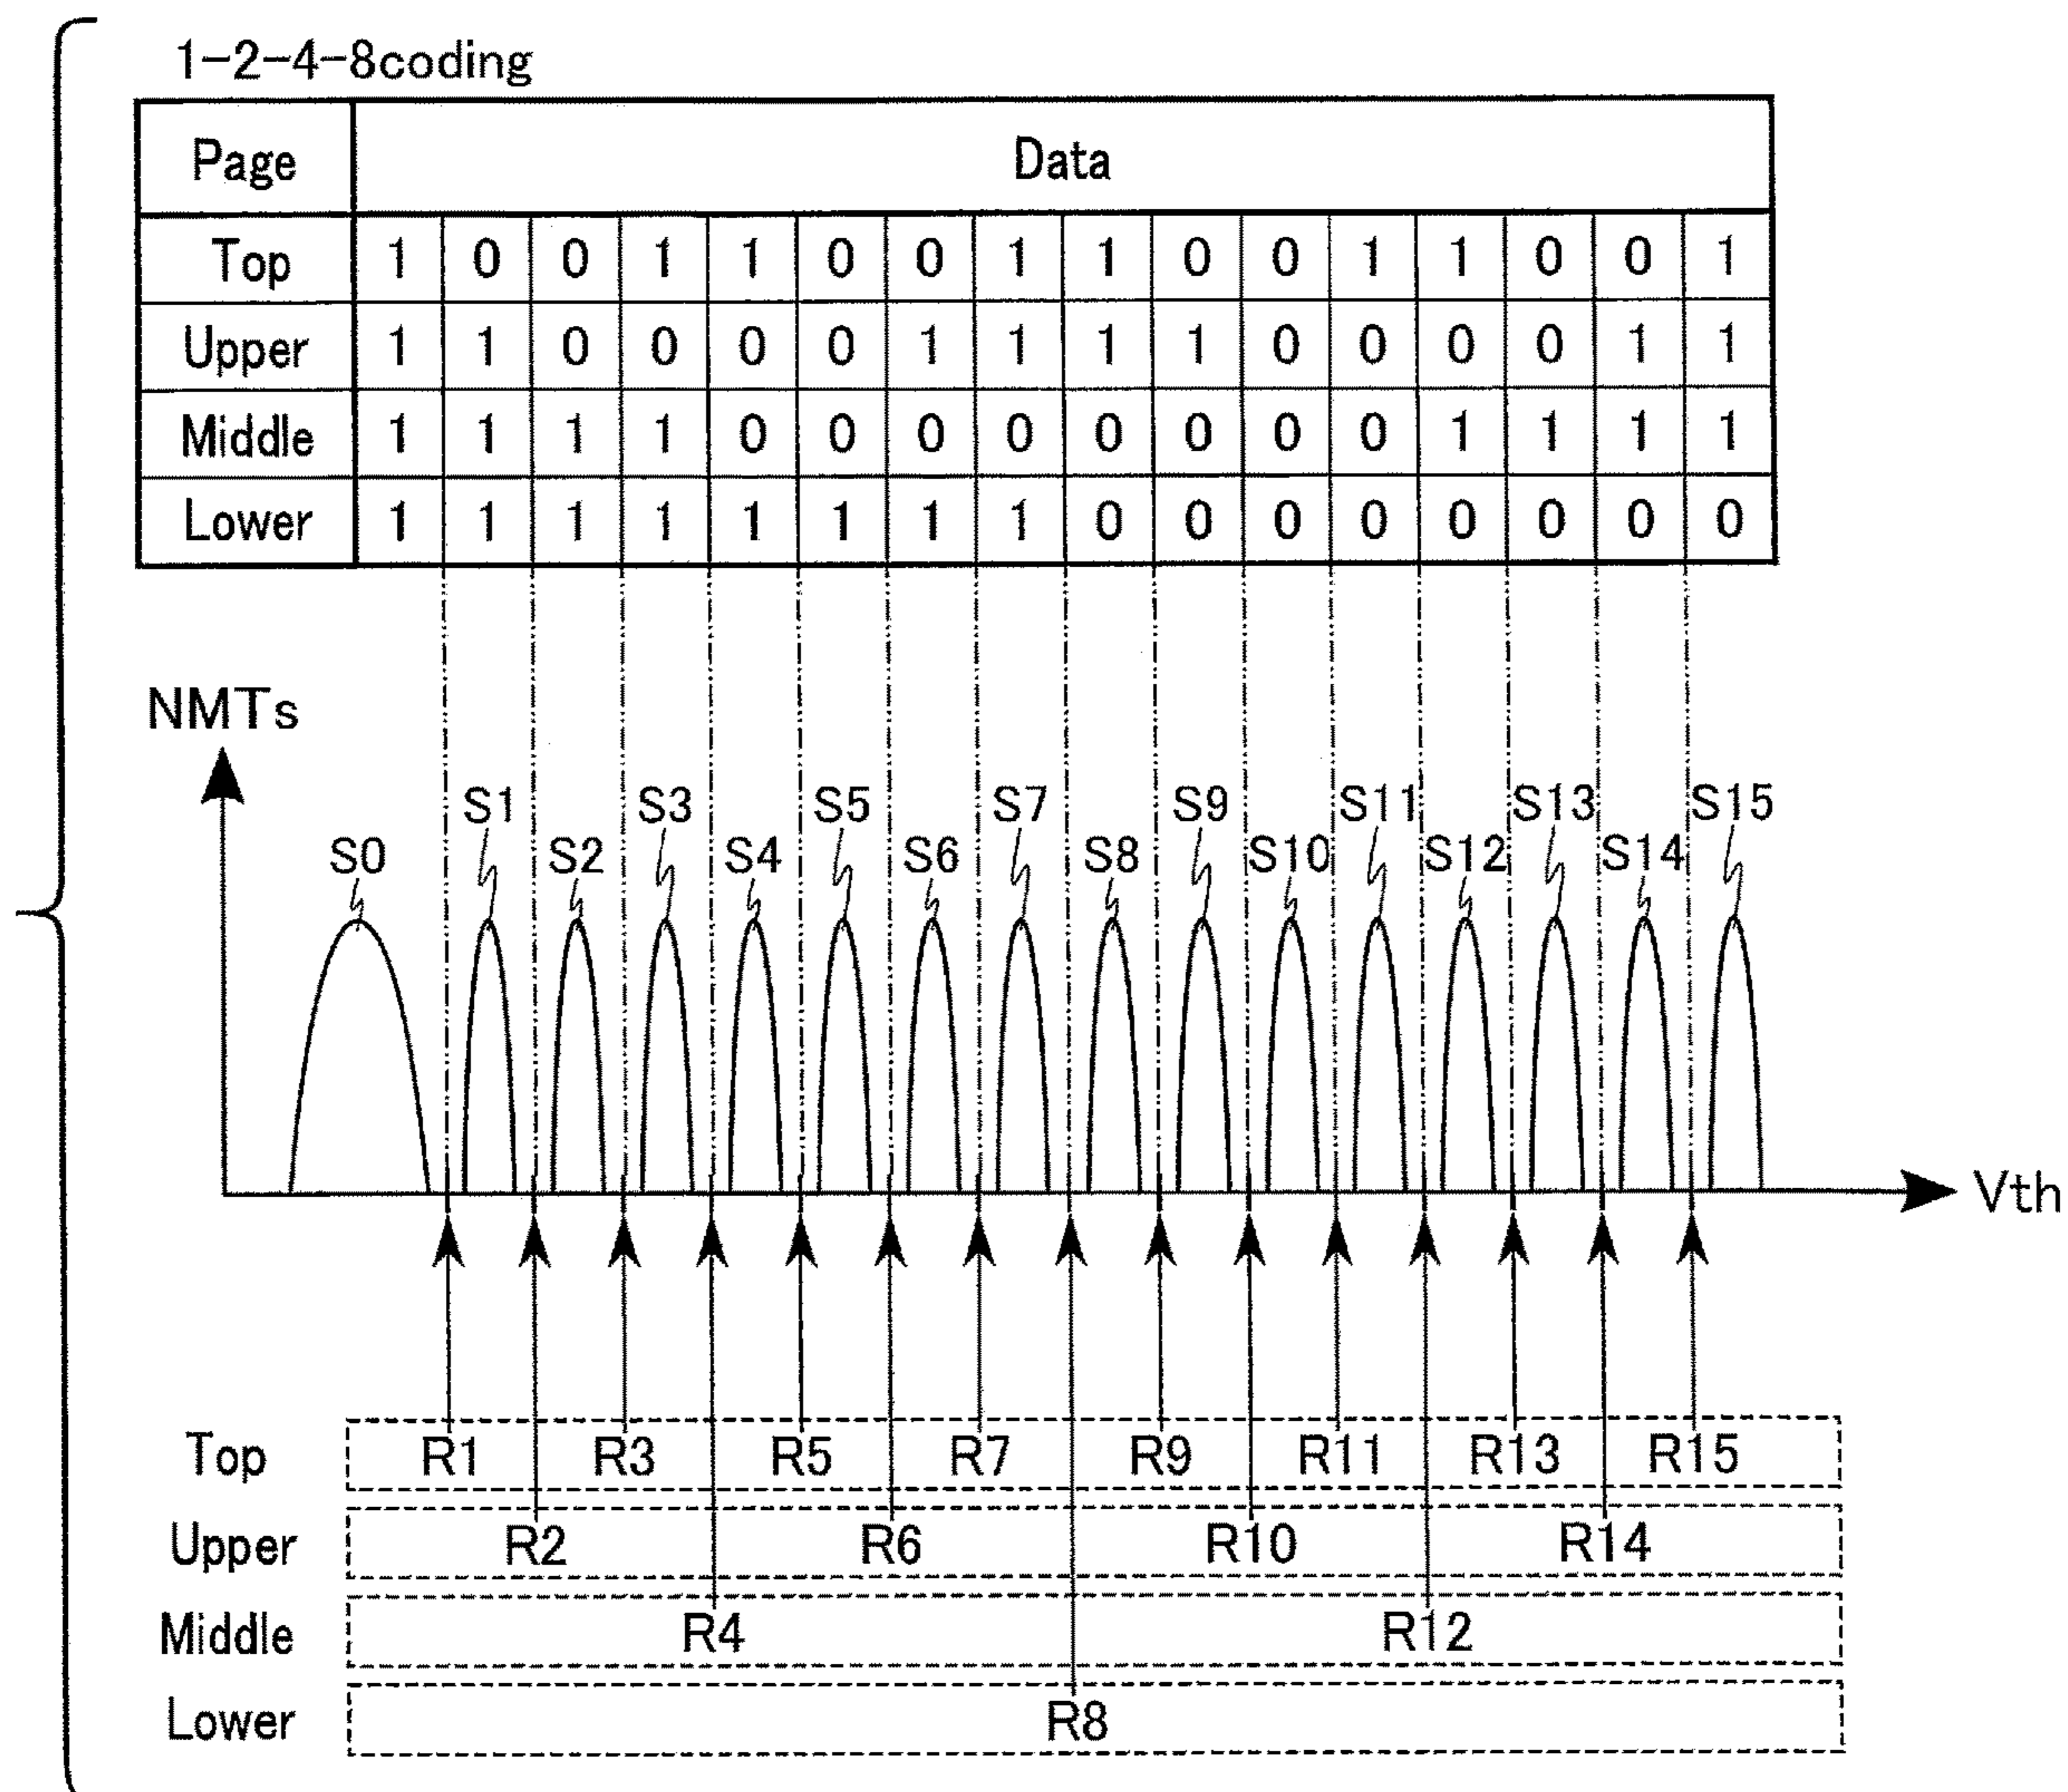 1-2-4-8coding
Page Data
Top 1 0 0 1 1 0 0 1 1 0 0 1 1 0 0 1
Upper 1 1 0 0 0 0 1 1 1 1 0 0 0 0 1 1
Middle 1 1 1 1 0 0 0 0 0 0 0 0 1 1 1 1
Lower 1 1 1 1 1 1 1 1 0 0 0 0 0 0 0 0
NMTs
S1 S3 S5 S7 S9 S11 S13 S15
S0 S2 S4 S6 S8 S10 S12 S14
Vth
Top R1 R3 R5 R7 R9 R11 R13 R15
Upper R2 R6 R10 R14
Middle R4 R12
Lower R8